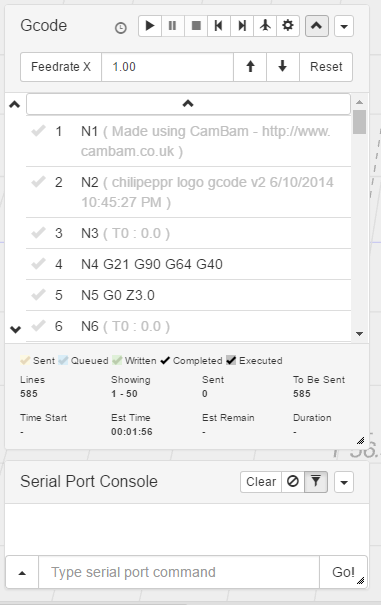 Gcode
Feedrate X 1.00 Reset
1 N1 ( Made using CamBam - http://www.
cambam.co.uk )
2 N2 ( chilipeppr logo gcode v2 6/10/2014
10:45:27 PM )
3 N3 ( T0 : 0.0 )
4 N4 G21 G90 G64 G40
5 N5 G0 Z3.0
6 N6 ( T0 : 0.0 )
Sent Queued Written Completed Executed
Lines Showing Sent To Be Sent
585 1 - 50 0 585
Time Start Est Time Est Remain Duration
- 00:01:56 - -
Serial Port Console Clear
Type serial port command Go!